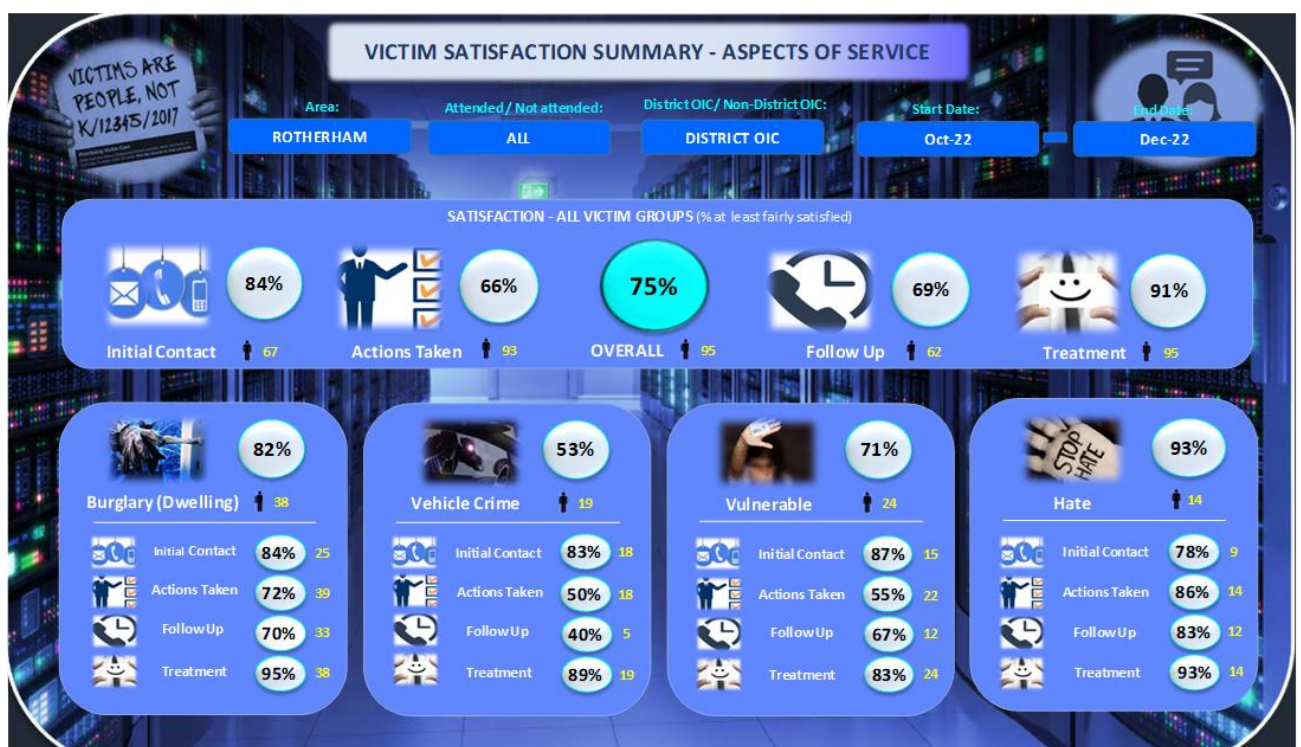 VICTIM SATISFACTION SUMMARY - ASPECTS OF SERVICE
VICTIMS ARE
PEOPLE, NOT
K/12345/2017
Area:
Attended / Not attended:
District OIC/ Non-District OIC:
Start Date:
End Date:
ROTHERHAM
ALL
DISTRICT OIC
Oct-22
Dec-22
SATISFACTION - ALL VICTIM GROUPS (% at least fairly satisfied)
84%
66%
75%
69%
91%
Initial Contact 67
Actions Taken 93
OVERALL 95
Follow Up 62
Treatment 95
82%
Burglary (Dwelling) 38
Initial Contact 84% 25
Actions Taken 72% 39
Follow Up 70% 33
Treatment 95% 38
53%
Vehicle Crime 19
Initial Contact 83% 18
Actions Taken 50% 18
Follow Up 40% 5
Treatment 89% 19
71%
Vulnerable 24
Initial Contact 87% 15
Actions Taken 55% 22
Follow Up 67% 12
Treatment 83% 24
STOP
HATE
93%
Hate 14
Initial Contact 78% 9
Actions Taken 86% 14
Follow Up 83% 12
Treatment 93% 14